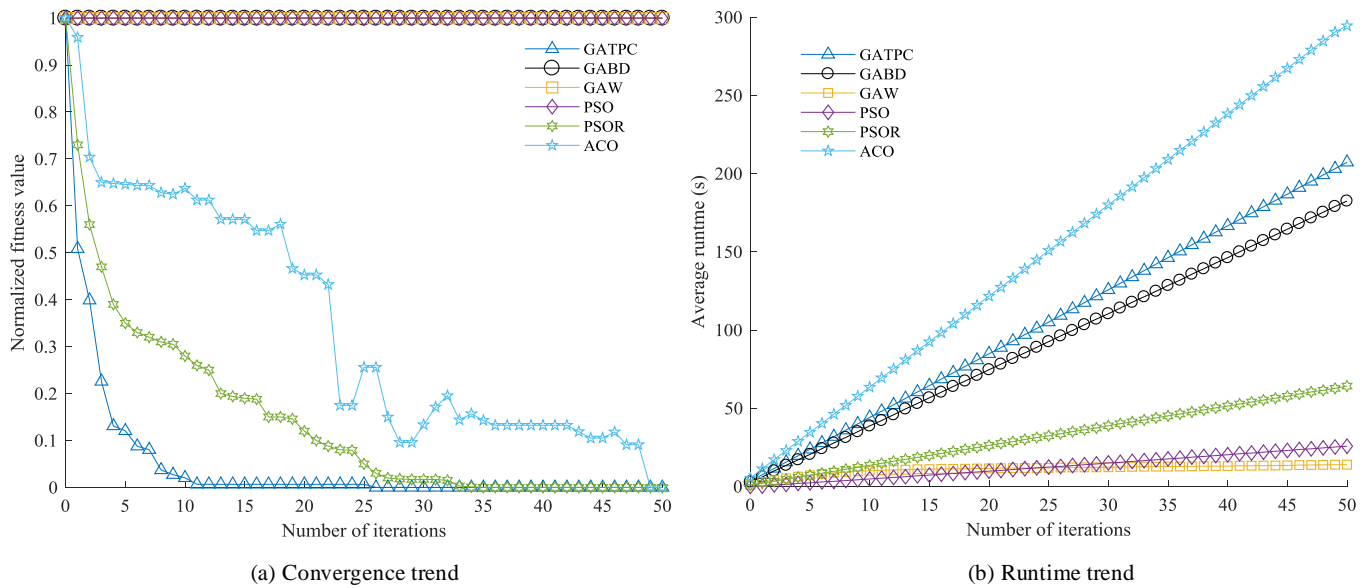 1
0.9
0.8
0.7
0.6
0.5
0.4
0.3
0.2
0.1
0
Normalized fitness value
0 5 10 15 20 25 30 35 40 45 50
Number of iterations
GATPC
GABD
GAW
PSO
PSOR
ACO
(a) Convergence trend
300
250
200
150
100
50
0
Average runtime (s)
0 5 10 15 20 25 30 35 40 45 50
Number of iterations
GATPC
GABD
GAW
PSO
PSOR
ACO
(b) Runtime trend